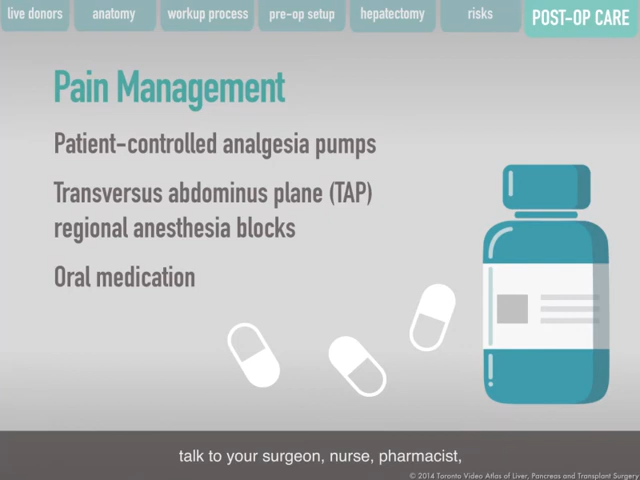 live donors
anatomy
workup process
pre-op setup
hepatectomy
risks
POST-OP CARE
Pain Management
Patient-controlled analgesia pumps
Transversus abdominus plane (TAP)
regional anesthesia blocks
Oral medication
talk to your surgeon, nurse, pharmacist,
© 2014 Toronto Video Atlas of Liver, Pancreas and Transplant Surgery